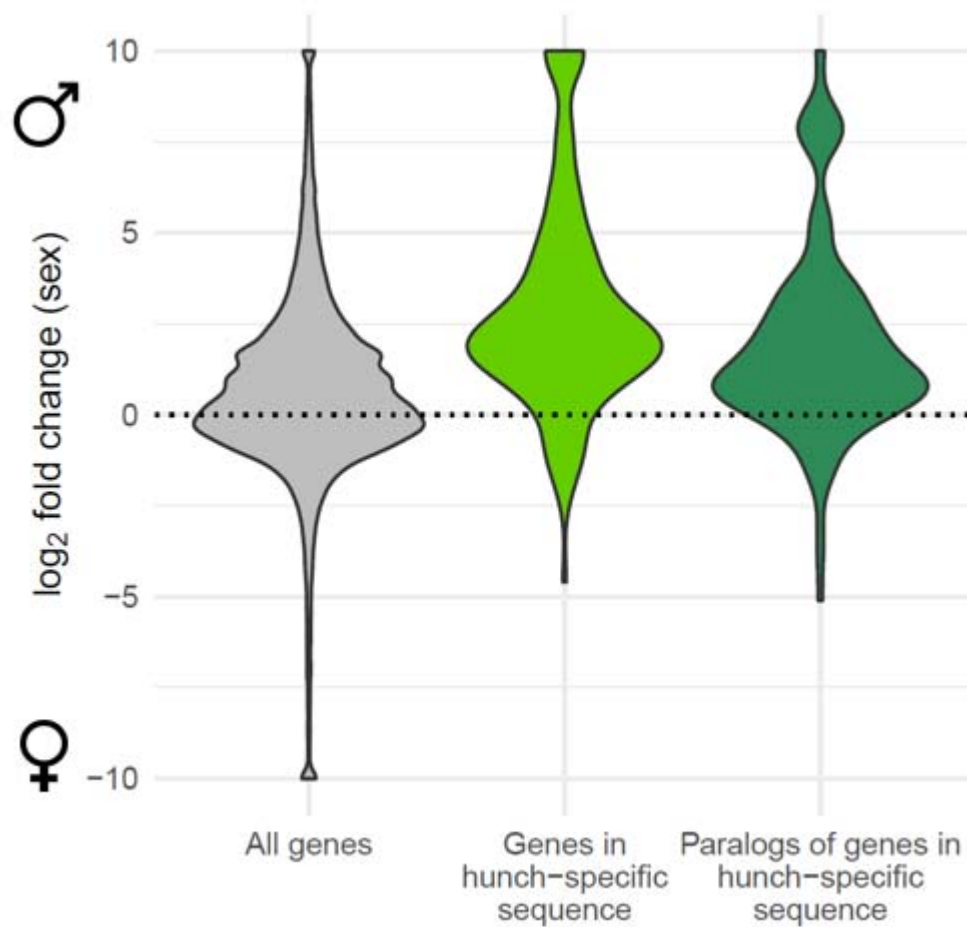 10
5
0
−5
−10
log2 fold change (sex)
All genes
Genes in
hunch−specific
sequence
Paralogs of genes in
hunch−specific
sequence